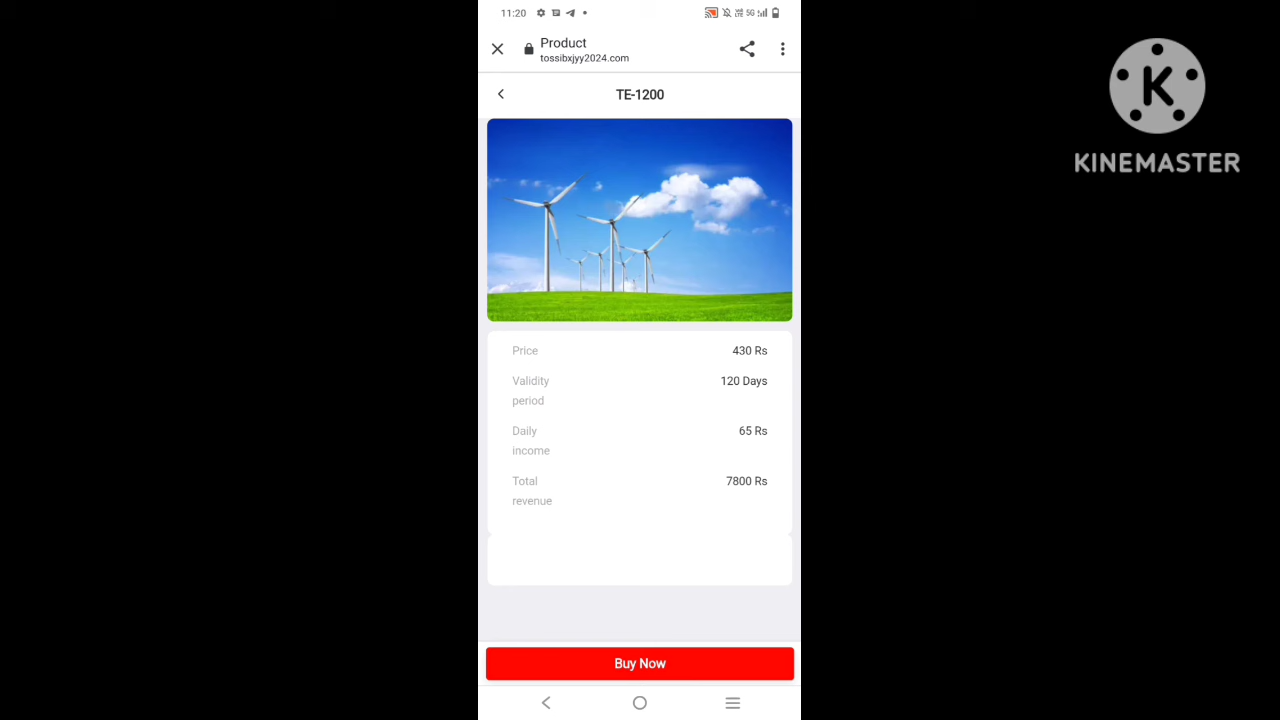 11:20
5G
Product
tossibxjyy2024.com
TE-1200
Price 430 Rs
Validity period 120 Days
Daily income 65 Rs
Total revenue 7800 Rs
Buy Now
K
KINEMASTER